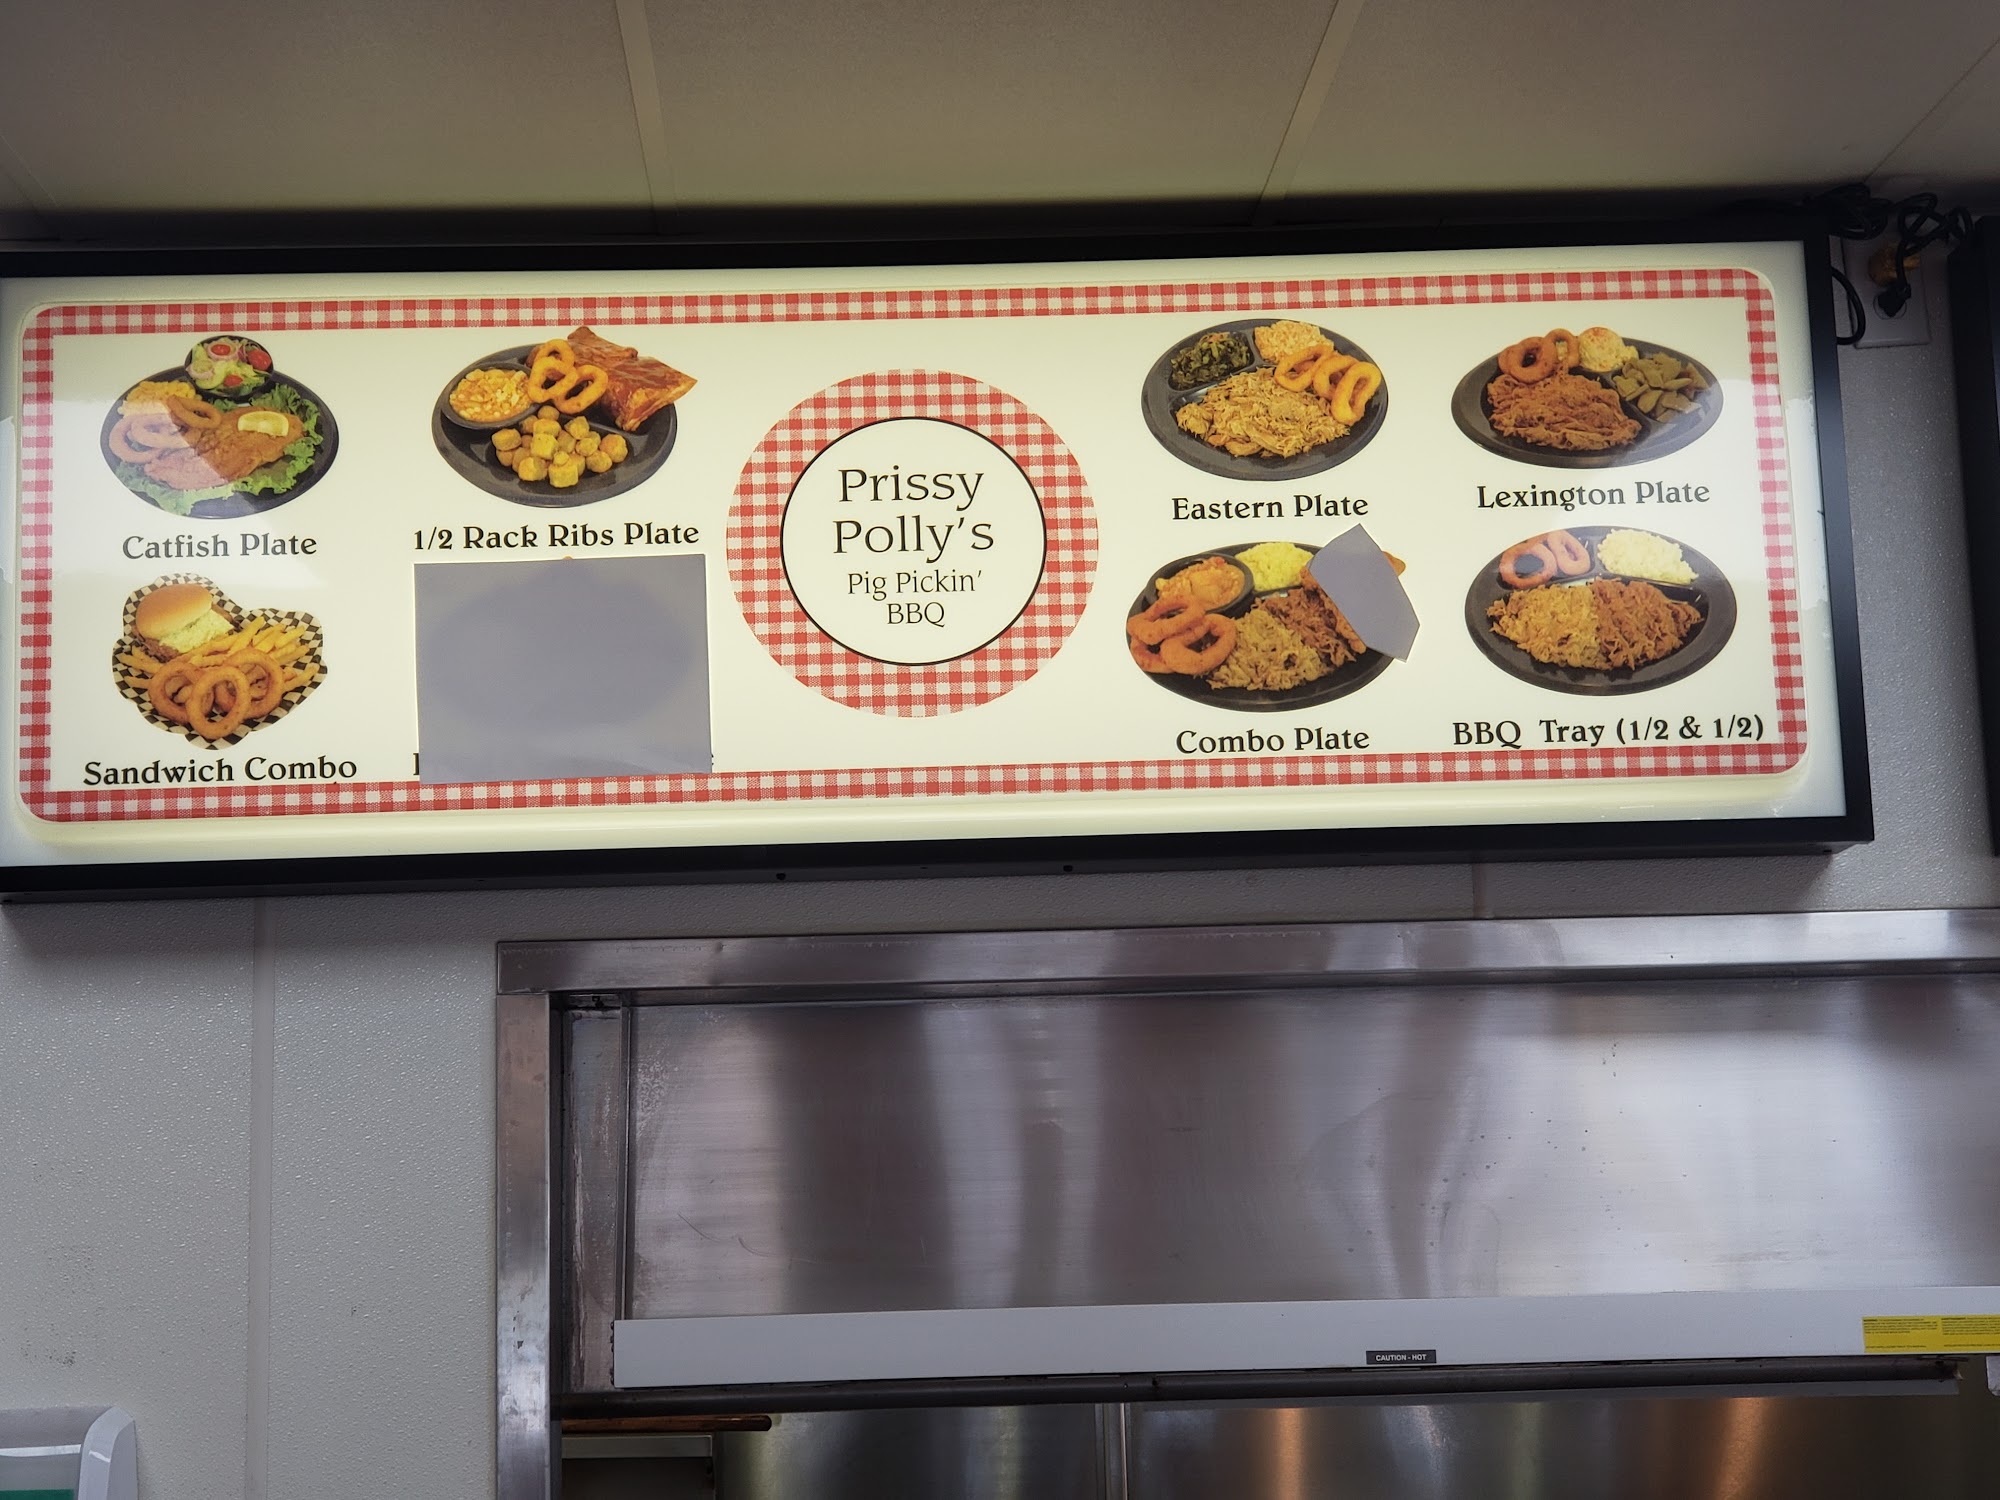 Catfish Plate
1/2 Rack Ribs Plate
Sandwich Combo
Prissy
Polly's
Pig Pickin'
BBQ
Eastern Plate
Lexington Plate
Combo Plate
BBQ Tray (1/2 & 1/2)
CAUTION - HOT